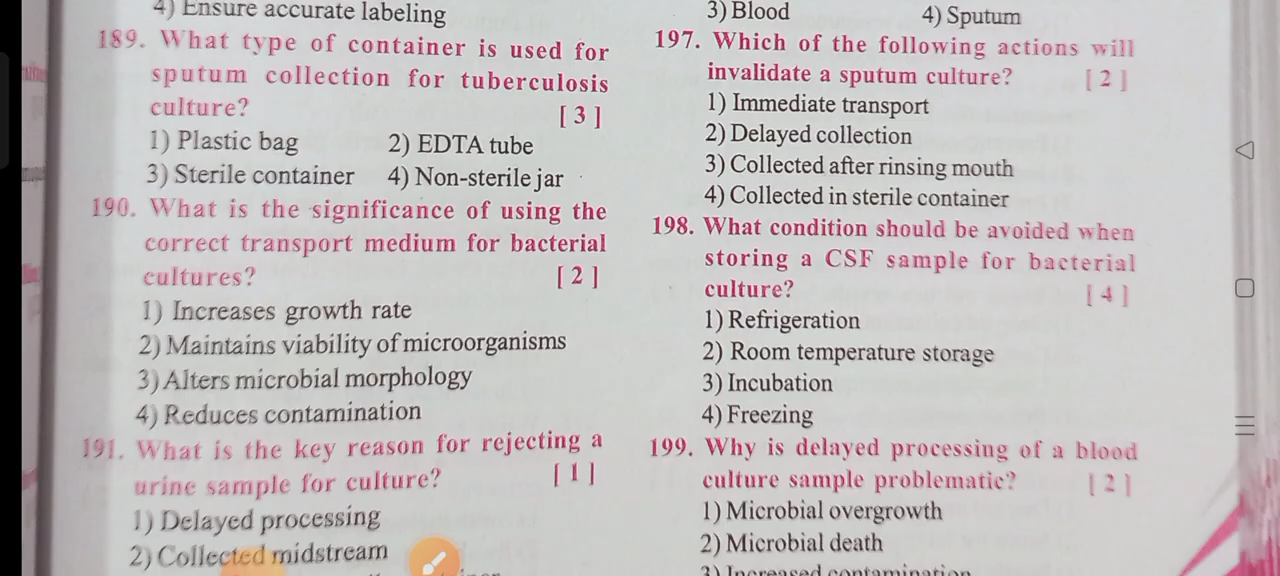 4) Ensure accurate labeling
189. What type of container is used for
sputum collection for tuberculosis
culture? [ 3 ]
1) Plastic bag 2) EDTA tube
3) Sterile container 4) Non-sterile jar
190. What is the significance of using the
correct transport medium for bacterial
cultures? [ 2 ]
1) Increases growth rate
2) Maintains viability of microorganisms
3) Alters microbial morphology
4) Reduces contamination
191. What is the key reason for rejecting a
urine sample for culture? [ 1 ]
1) Delayed processing
2) Collected midstream
3) Blood 4) Sputum
197. Which of the following actions will
invalidate a sputum culture? [ 2 ]
1) Immediate transport
2) Delayed collection
3) Collected after rinsing mouth
4) Collected in sterile container
198. What condition should be avoided when
storing a CSF sample for bacterial
culture? [ 4 ]
1) Refrigeration
2) Room temperature storage
3) Incubation
4) Freezing
199. Why is delayed processing of a blood
culture sample problematic? [ 2 ]
1) Microbial overgrowth
2) Microbial death
3) Increased contamination